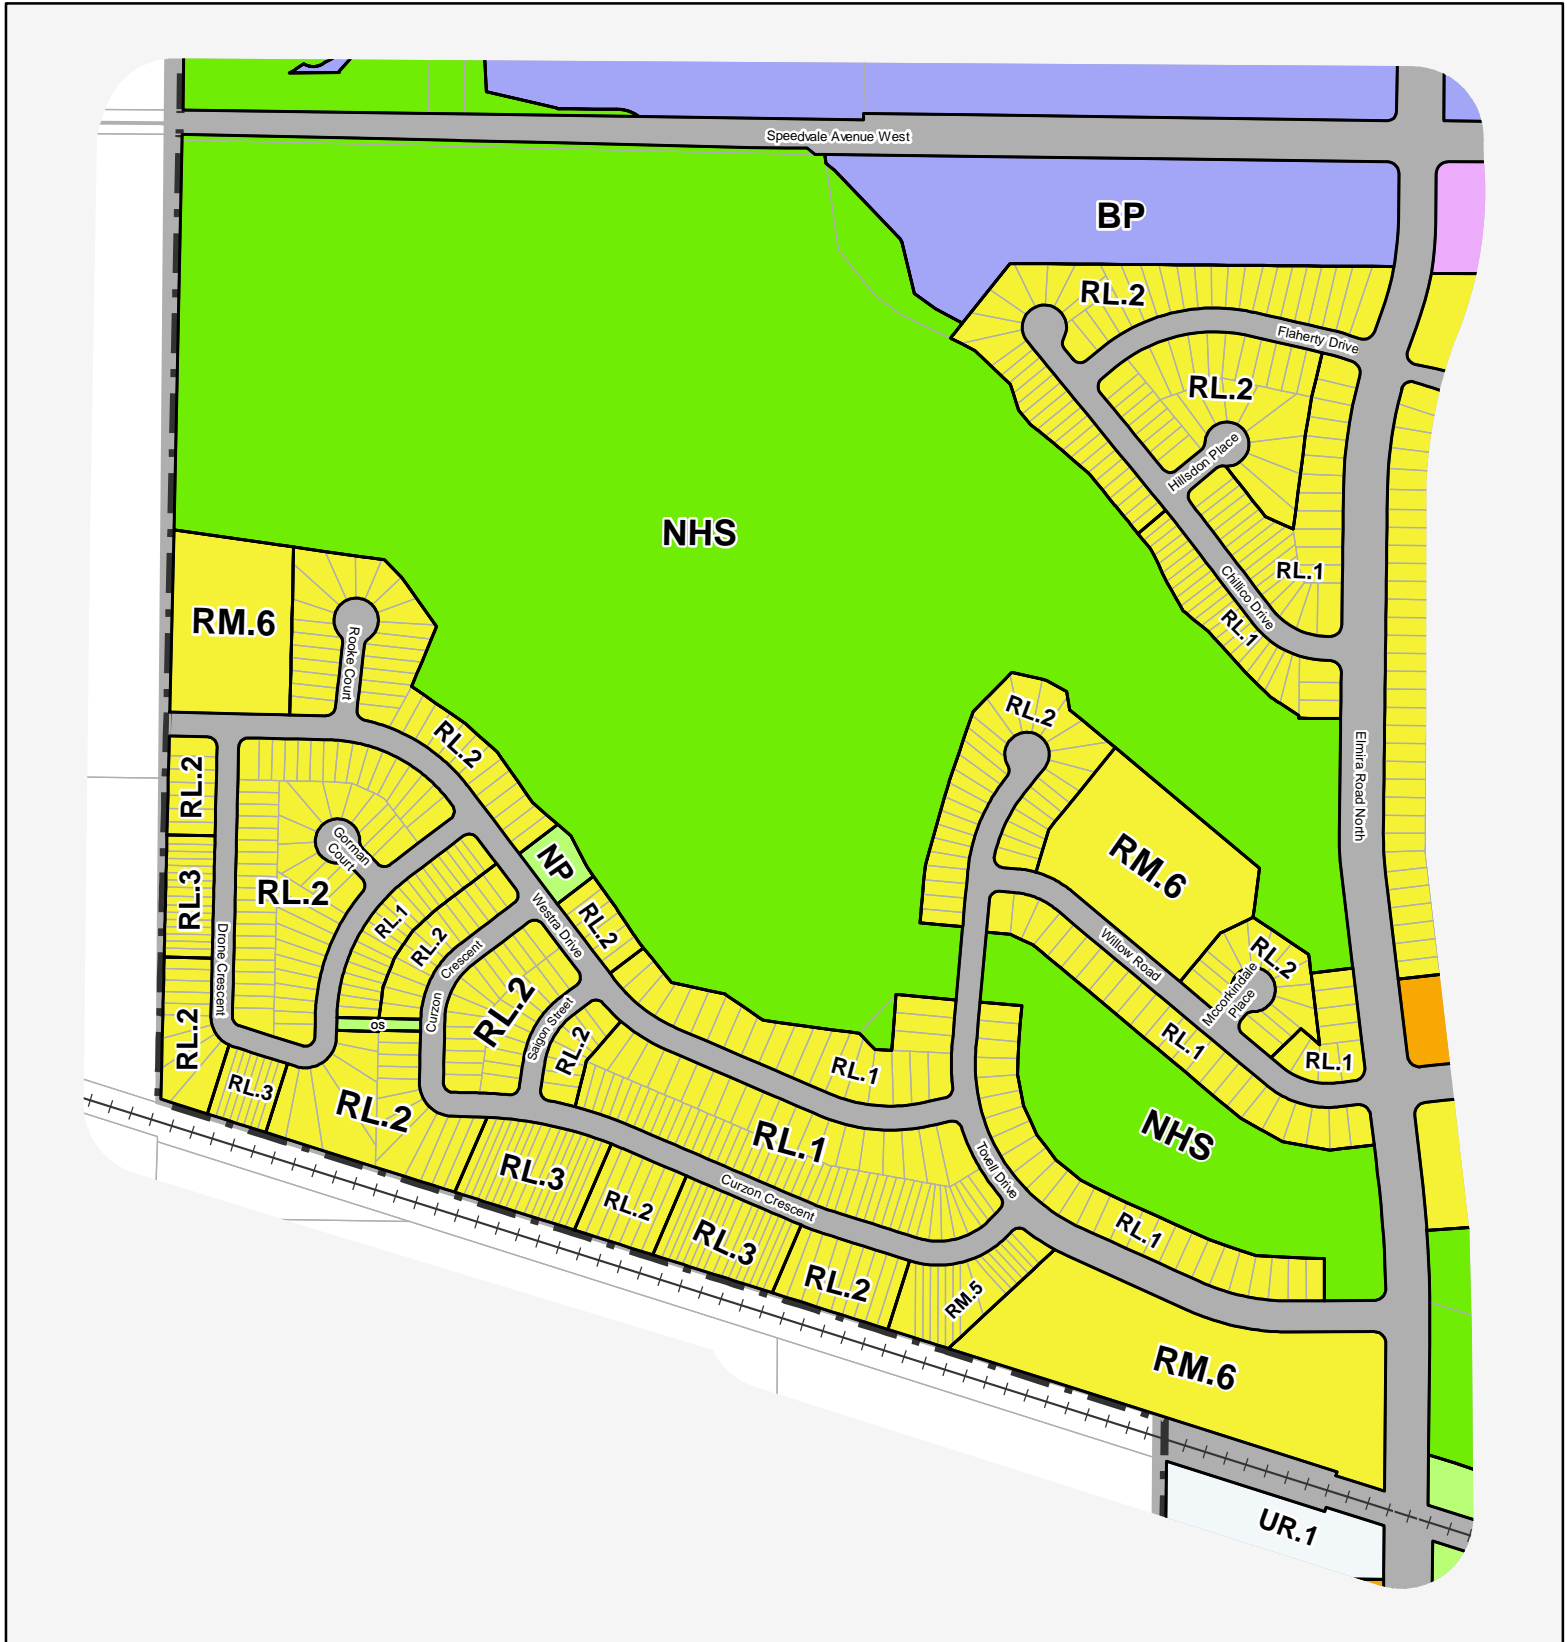 Speedvale Avenue West
BP
RL.2
Flaherty Drive
RL.2
Hillsdon Place
NHS
RL.1
Chillico Drive
RL.1
RM.6
Rooke Court
RL.2
RL.2
Elmira Road North
RL.2
Gorman
Court
NP
RM.6
RL.3
RL.2
RL.1
RL.2
Westra Drive
RL.2
Drone Crescent
Crescent
Curzon
Willow Road
RL.2
Mccorkindale
Place
RL.2
OS
RL.2
Saigon Street
RL.2
RL.1
RL.1
RL.1
RL.3
RL.2
RL.1
NHS
RL.3
RL.2
Curzon Crescent
Tovell Drive
RL.3
RL.1
RL.2
RM.5
RM.6
UR.1